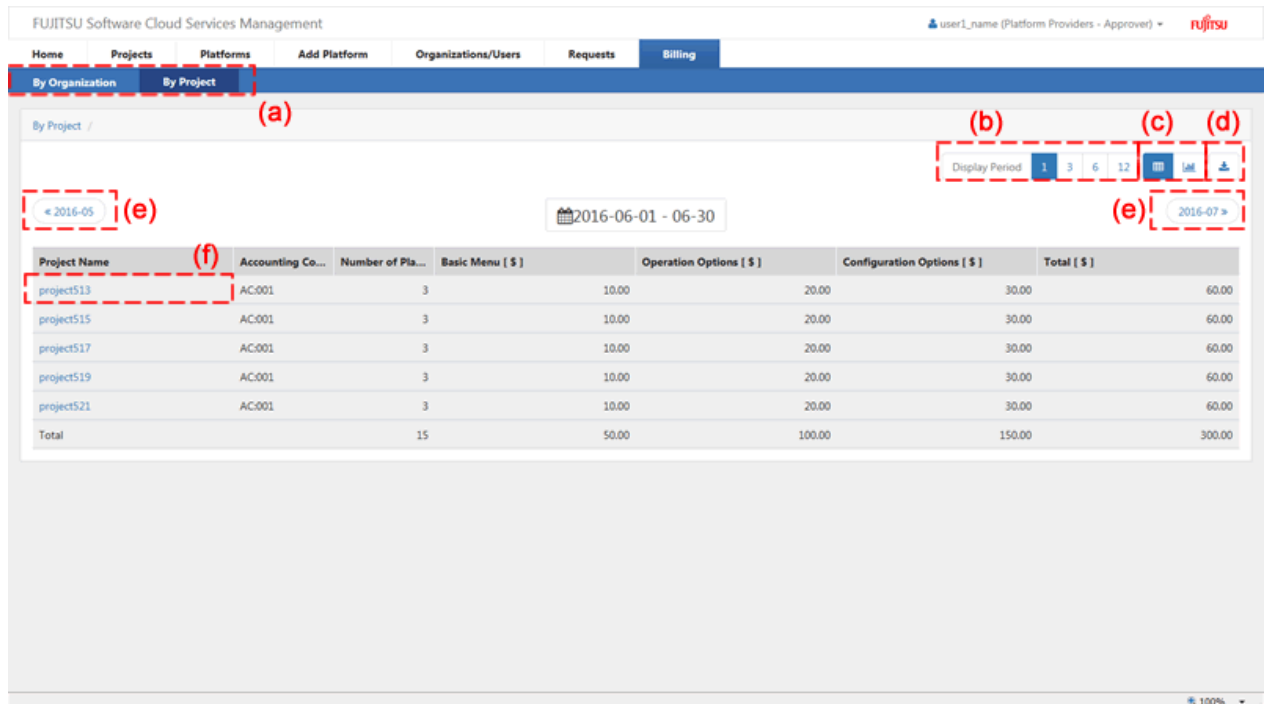 FUJITSU Software Cloud Services Management user1_name (Platform Providers - Approver) FUJITSU
Home Projects Platforms Add Platform Organizations/Users Requests Billing
By Organization By Project
(a)
By Project /
(b) (c) (d)
Display Period 1 3 6 12
« 2016-05 (e) 2016-06-01 - 06-30 (e) 2016-07 »
(f)
Project Name Accounting Co... Number of Pla... Basic Menu [ $ ] Operation Options [ $ ] Configuration Options [ $ ] Total [ $ ]
project513 AC:001 3 10.00 20.00 30.00 60.00
project515 AC:001 3 10.00 20.00 30.00 60.00
project517 AC:001 3 10.00 20.00 30.00 60.00
project519 AC:001 3 10.00 20.00 30.00 60.00
project521 AC:001 3 10.00 20.00 30.00 60.00
Total 15 50.00 100.00 150.00 300.00
100%